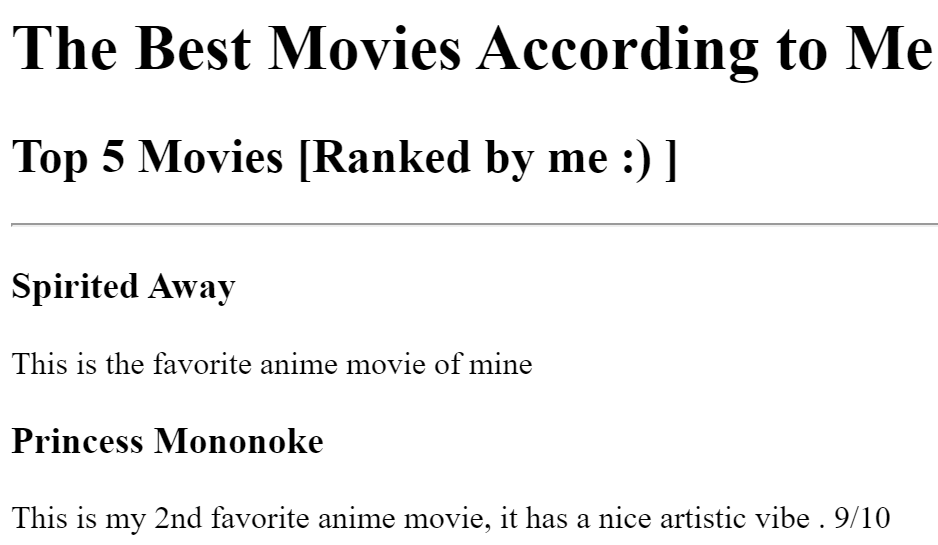 The Best Movies According to Me
Top 5 Movies [Ranked by me :) ]
Spirited Away
This is the favorite anime movie of mine
Princess Mononoke
This is my 2nd favorite anime movie, it has a nice artistic vibe . 9/10